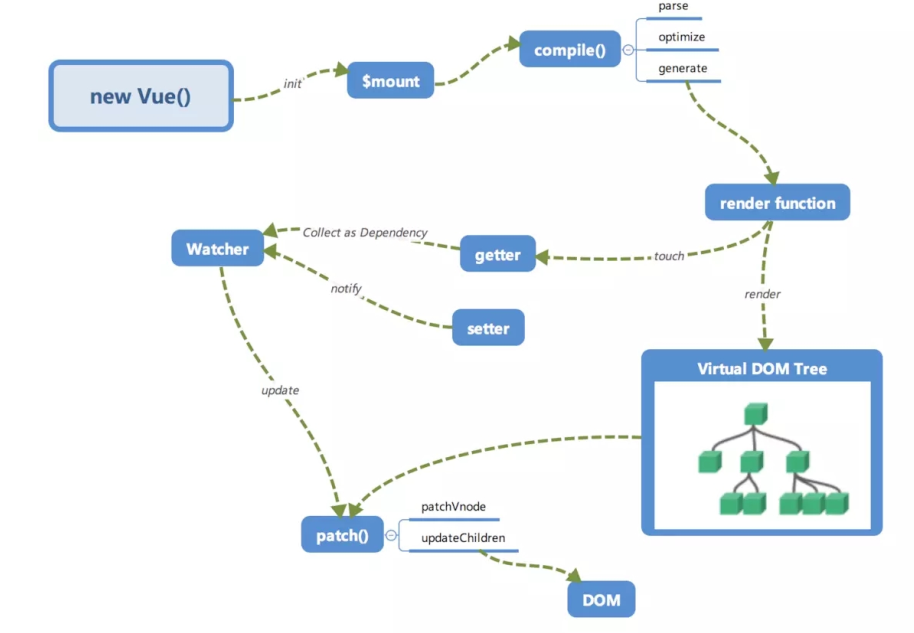 parse
optimize
compile()
generate
$mount
init
new Vue()
render function
Collect as Dependency
Watcher
getter
touch
notify
render
setter
Virtual DOM Tree
update
patchVnode
patch()
updateChildren
DOM